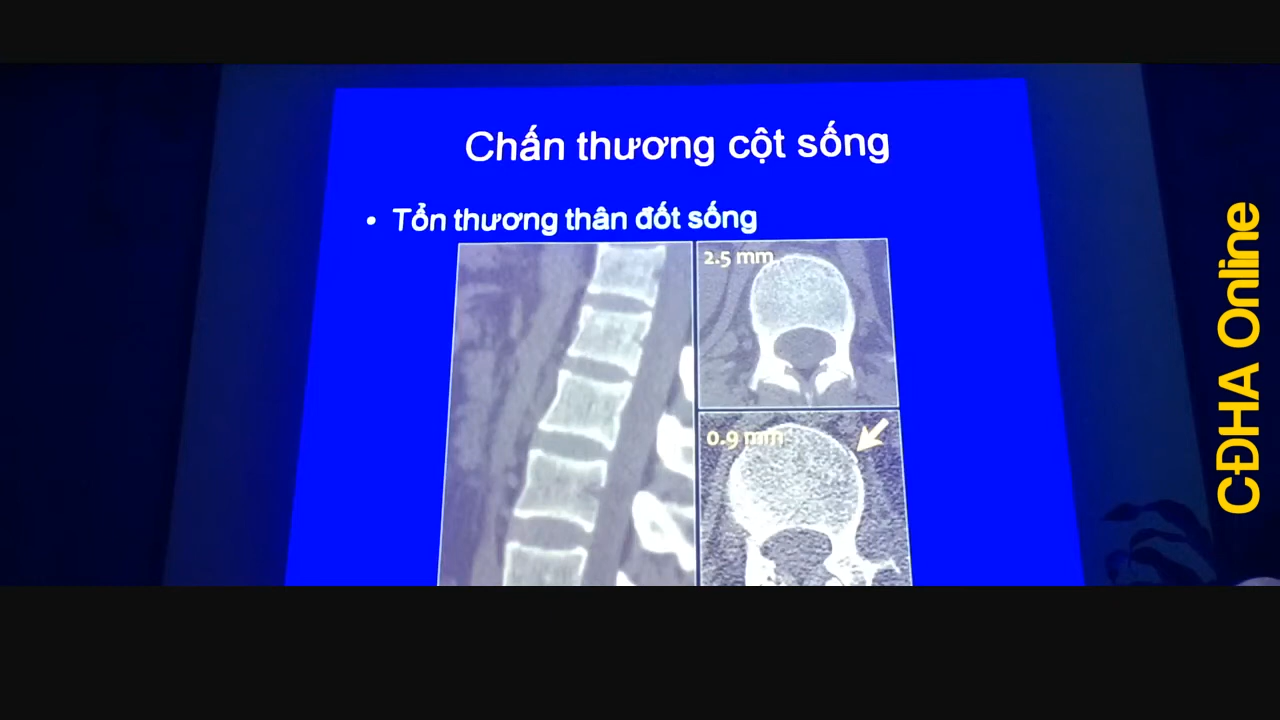 Chấn thương cột sống
• Tổn thương thân đốt sống
2.5 mm
0.9 mm
CĐHA Online